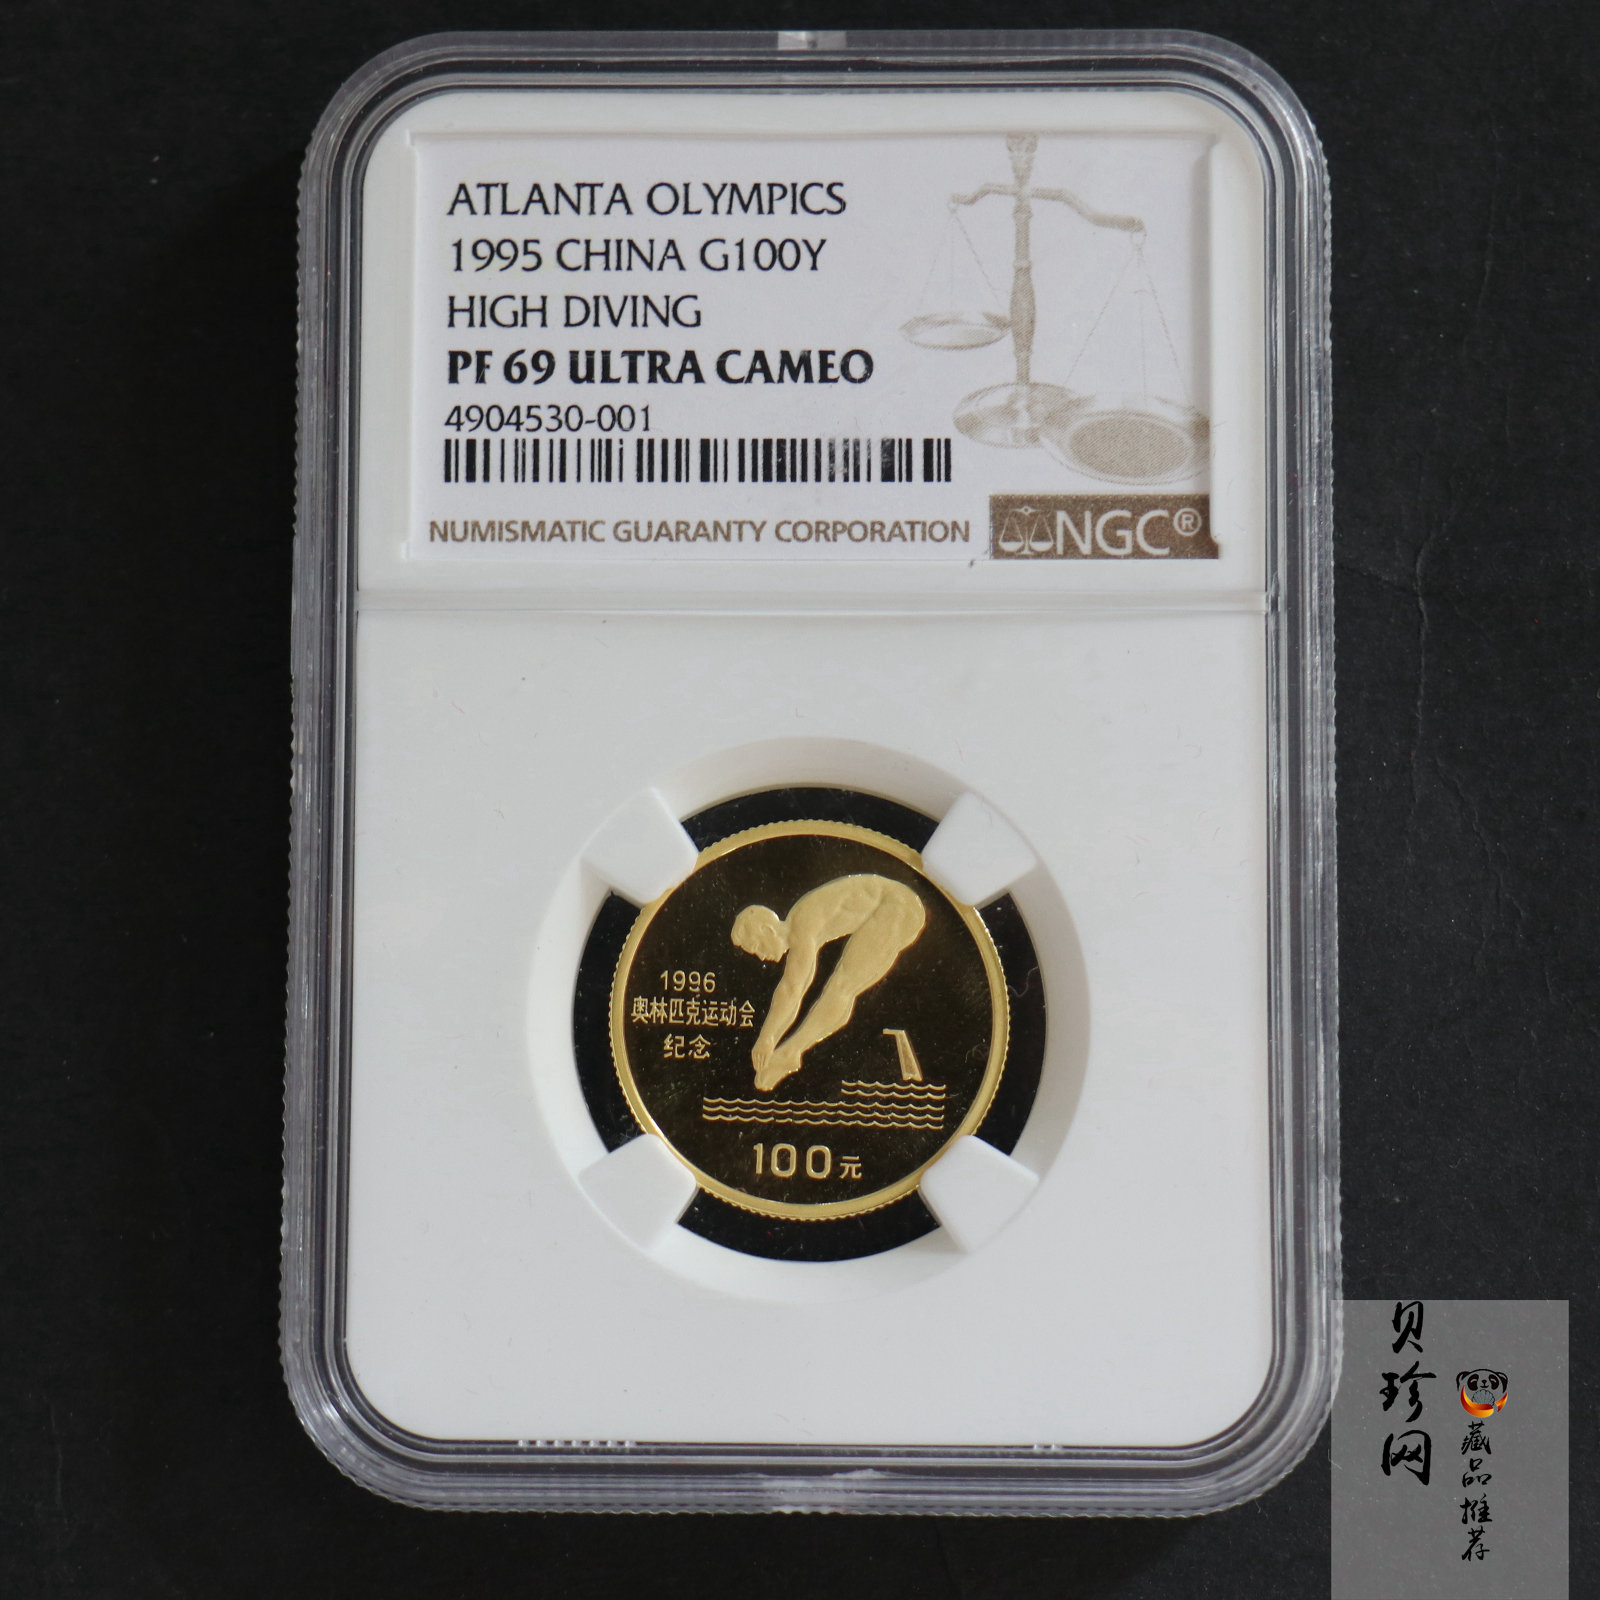 ATLANTA OLYMPICS
1995 CHINA G100Y
HIGH DIVING
PF 69 ULTRA CAMEO
4904530-001
NUMISMATIC GUARANTY CORPORATION
NGC®
1996
奥林匹克运动会
纪念
100元
贝珍网
藏品推荐